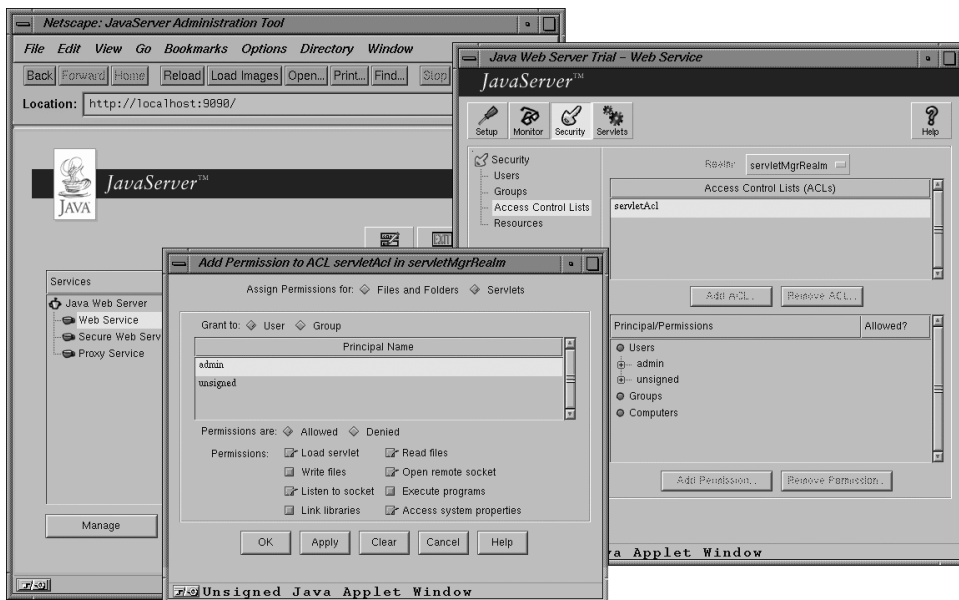 Netscape: JavaServer Administration Tool
File Edit View Go Bookmarks Options Directory Window
Back Forward Home Reload Load Images Open... Print... Find... Stop
Location: http://localhost:9090/
JavaServer™
JAVA
EXIT
Services
Java Web Server
Web Service
Secure Web Serv
Proxy Service
Manage
Java Web Server Trial – Web Service
JavaServer™
Setup Monitor Security Servlets Help
Security
Users
Groups
Access Control Lists
Resources
Realm: servletMgrRealm
Access Control Lists (ACLs)
servletAcl
Add ACL... Remove ACL...
Principal/Permissions Allowed?
Users
admin
unsigned
Groups
Computers
Add Permission... Remove Permission...
va Applet Window
Add Permission to ACL servletAcl in servletMgrRealm
Assign Permissions for: Files and Folders Servlets
Grant to: User Group
Principal Name
admin
unsigned
Permissions are: Allowed Denied
Permissions: Load servlet Read files
Write files Open remote socket
Listen to socket Execute programs
Link libraries Access system properties
OK Apply Clear Cancel Help
Unsigned Java Applet Window